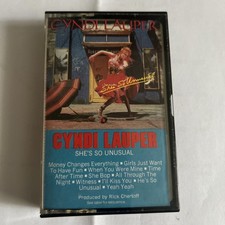 CYNDI LAUPER
She's So Unusual
CYNDI LAUPER
SHE'S SO UNUSUAL
Money Changes Everything • Girls Just Want
To Have Fun • When You Were Mine • Time
After Time • She Bop • All Through The
Night • Witness • I'll Kiss You • He's So
Unusual • Yeah Yeah
Produced by Rick Chertoff